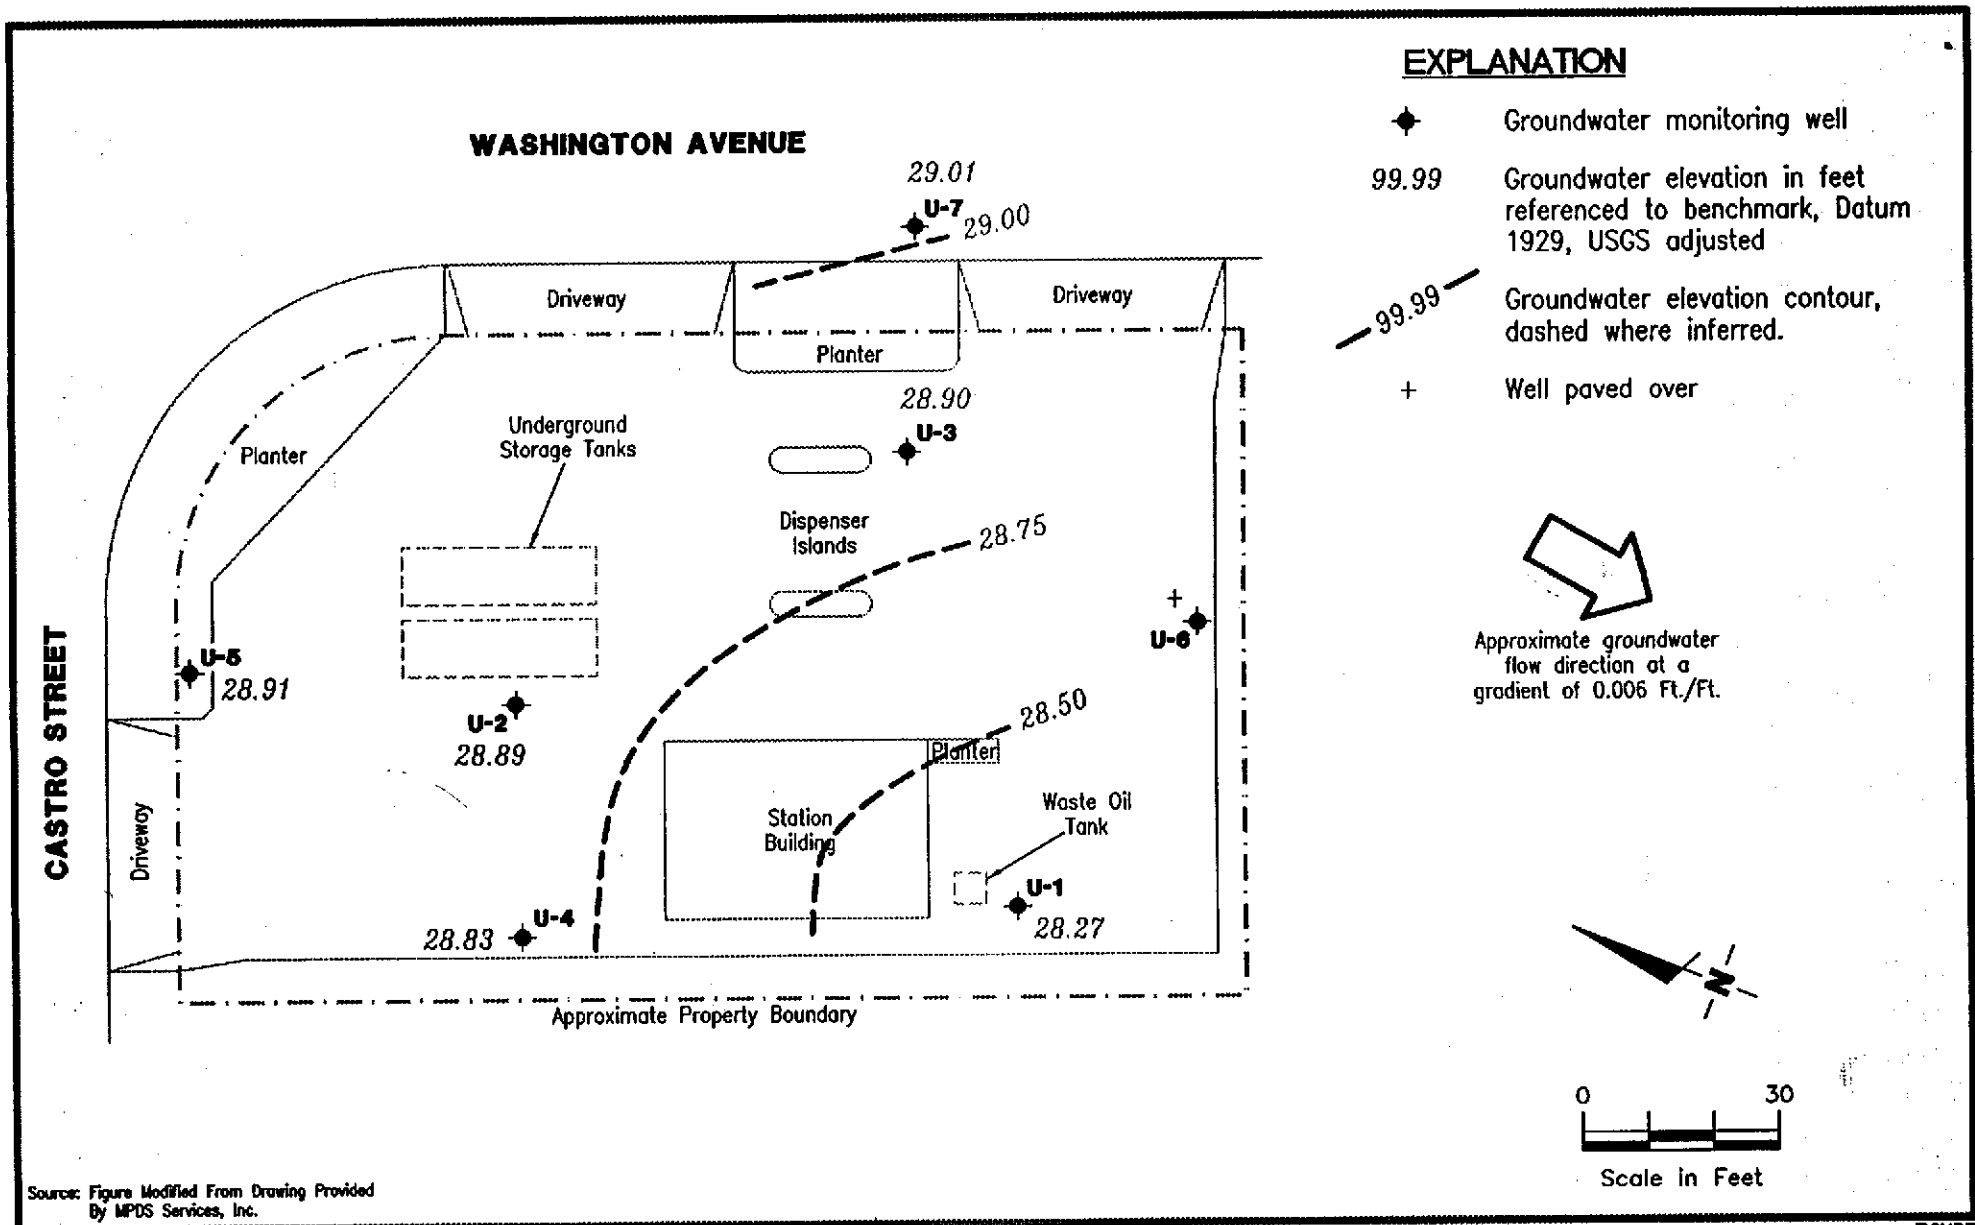 EXPLANATION
Groundwater monitoring well
99.99
Groundwater elevation in feet
referenced to benchmark, Datum
1929, USGS adjusted
99.99
Groundwater elevation contour,
dashed where inferred.
+
Well paved over
WASHINGTON AVENUE
29.01
U-7
29.00
Driveway
Driveway
Planter
28.90
U-3
Underground
Storage Tanks
Planter
Dispenser
Islands
28.75
+
U-6
U-5
28.91
CASTRO STREET
U-2
28.89
28.50
Planter
Waste Oil
Tank
Station
Building
Driveway
U-1
28.27
U-4
28.83
Approximate Property Boundary
Approximate groundwater
flow direction at a
gradient of 0.006 Ft./Ft.
N
0 30
Scale in Feet
Source: Figure Modified From Drawing Provided
By MPDS Services, Inc.